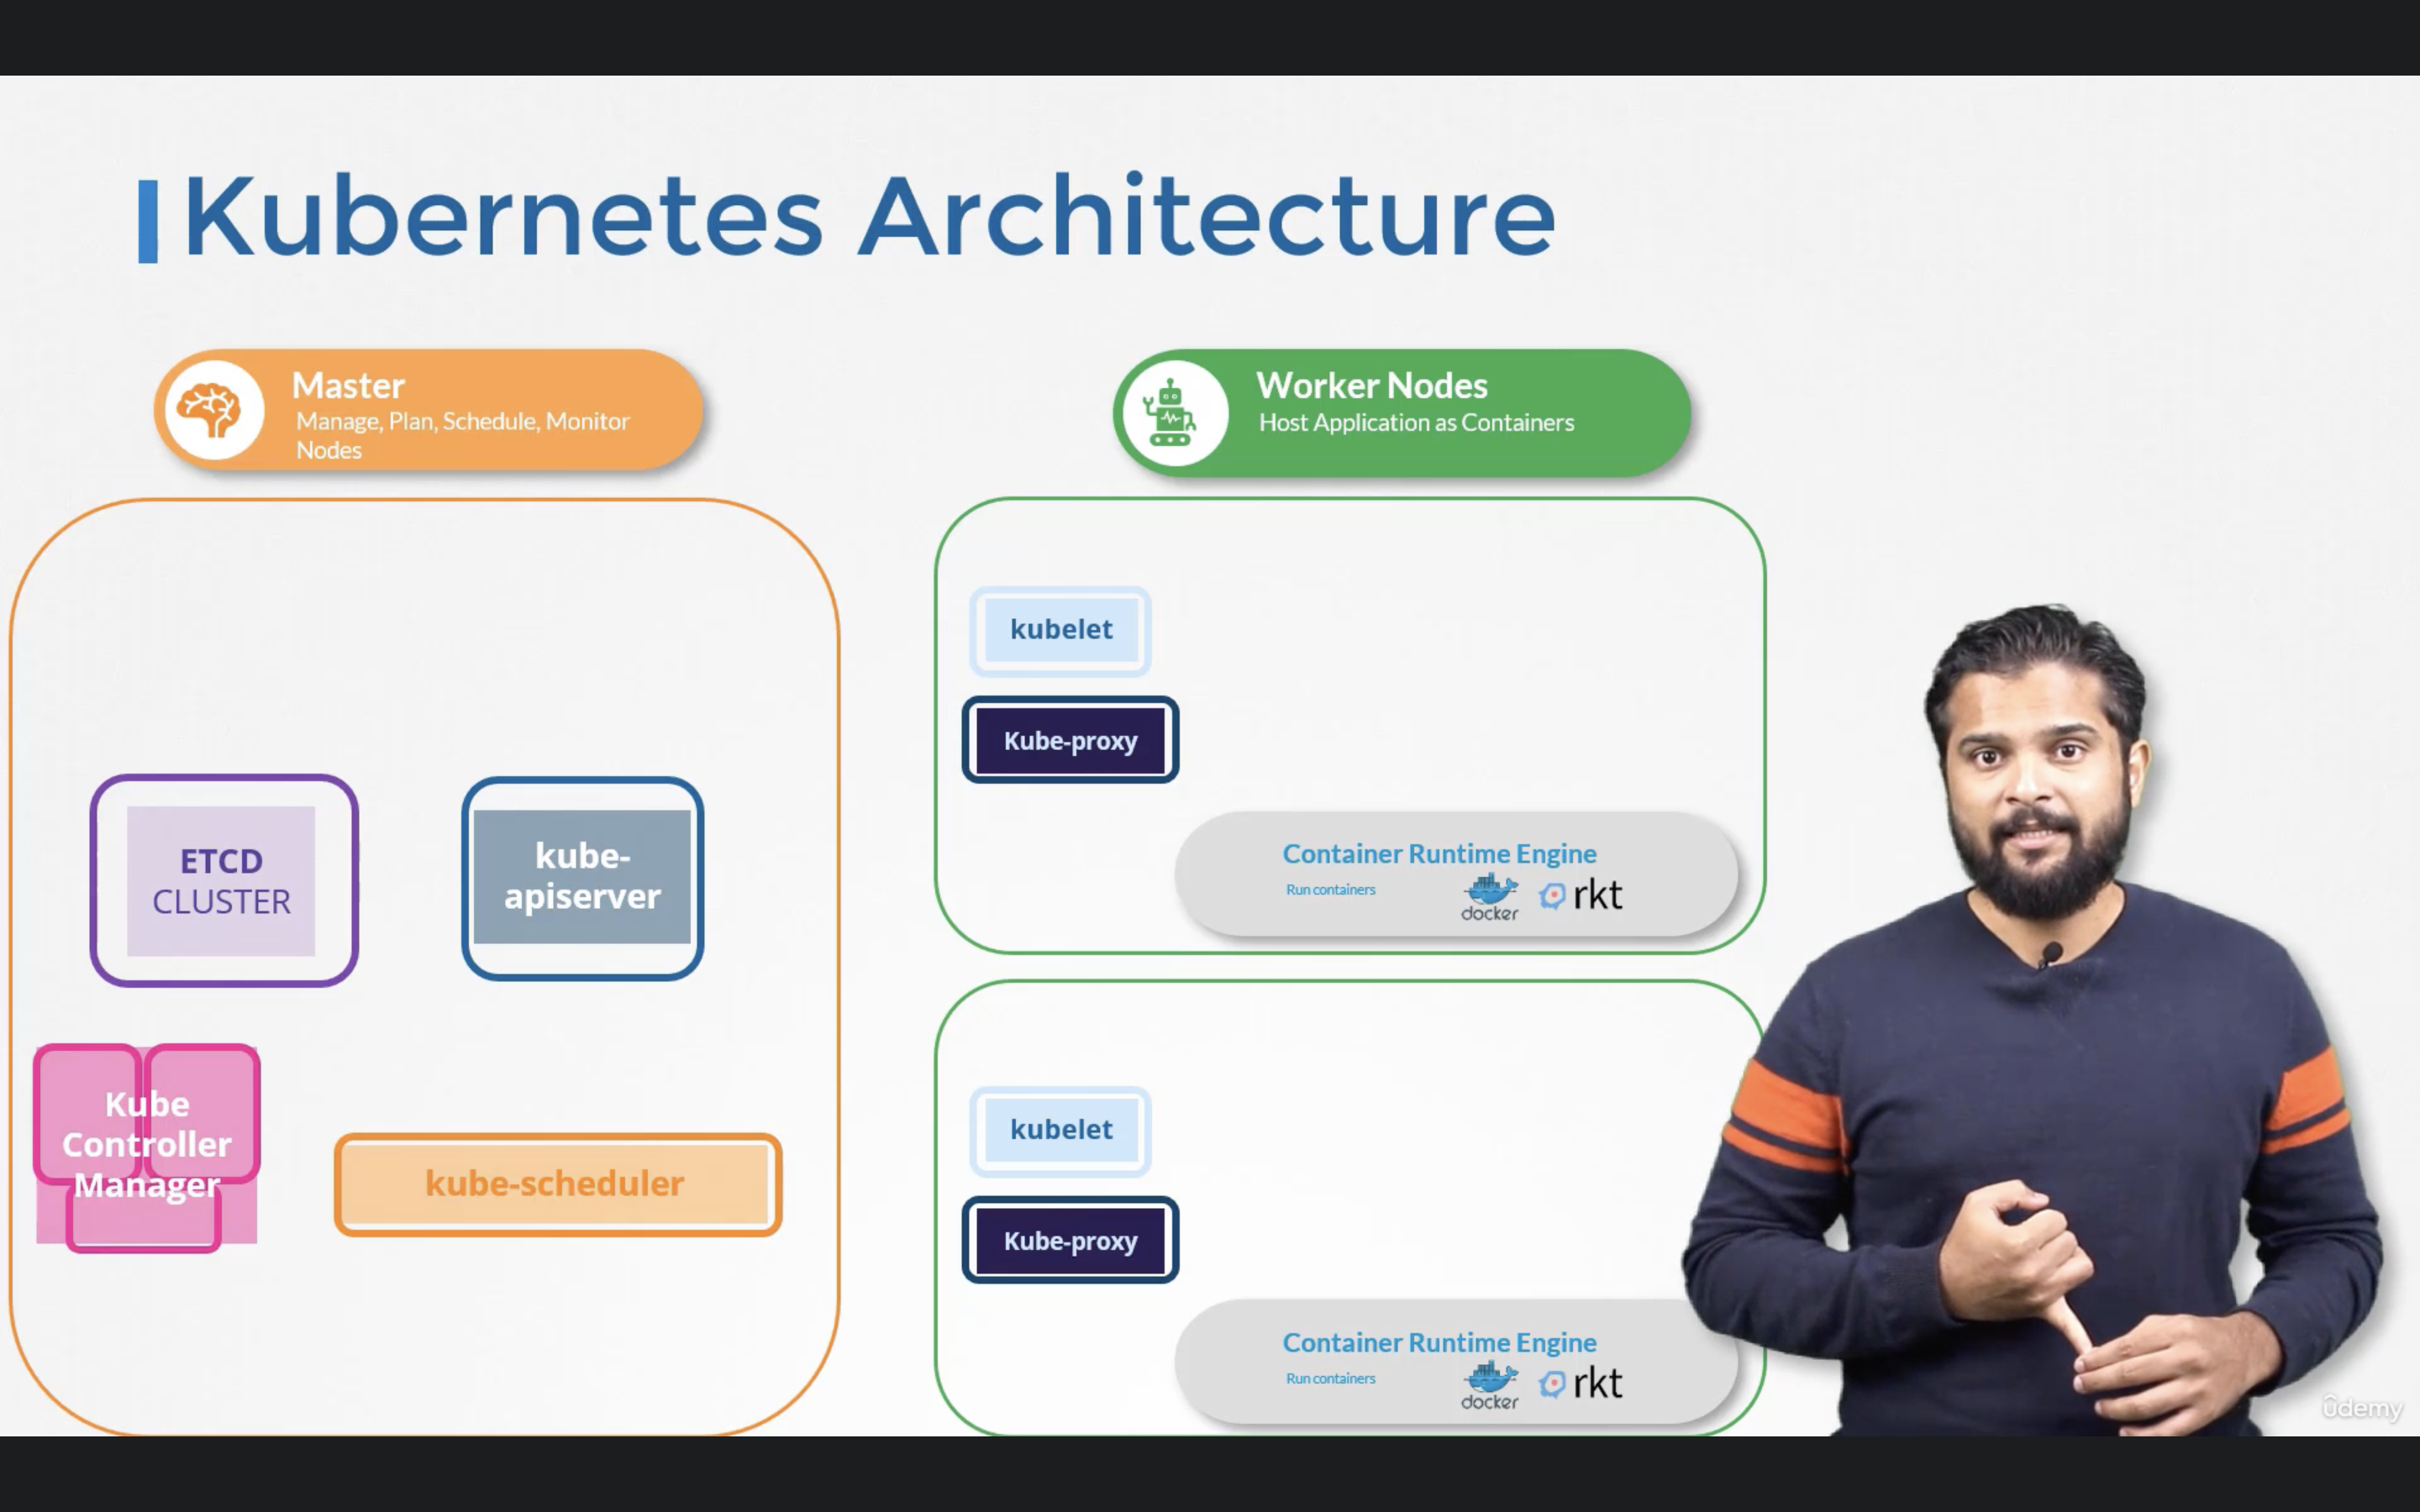 Kubernetes Architecture
Master
Manage, Plan, Schedule, Monitor
Nodes
Worker Nodes
Host Application as Containers
ETCD
CLUSTER
kube-
apiserver
Kube
Controller
Manager
kube-scheduler
kubelet
Kube-proxy
Container Runtime Engine
Run containers
docker
rkt
kubelet
Kube-proxy
Container Runtime Engine
Run containers
docker
rkt
ûdemy